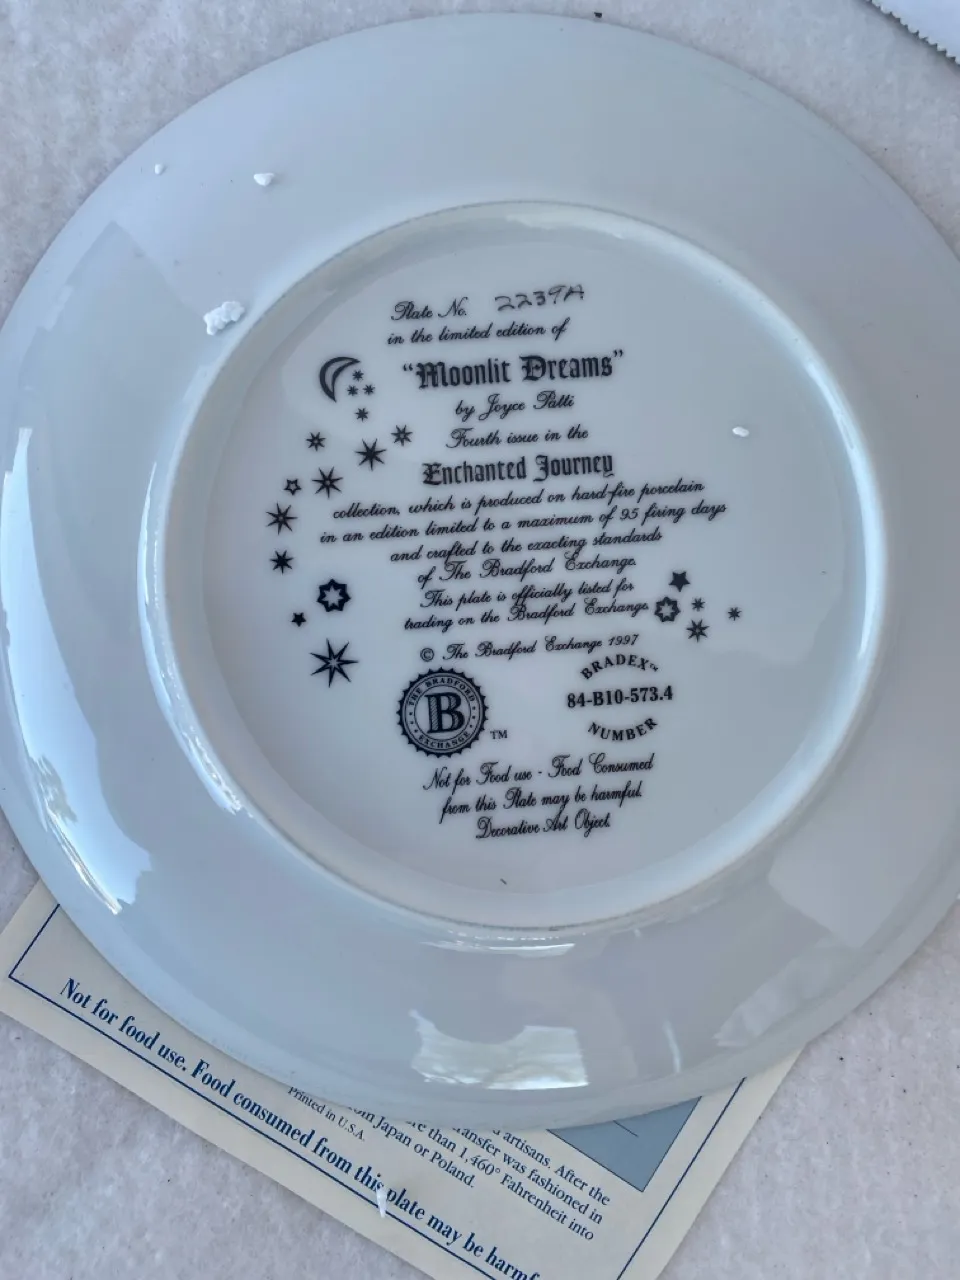 Plate No. 2239A
in the limited edition of
“Moonlit Dreams”
by Joyce Patti
Fourth issue in the
Enchanted Journey
collection, which is produced on hard-fire porcelain
in an edition limited to a maximum of 95 firing days
and crafted to the exacting standards
of The Bradford Exchange.
This plate is officially listed for
trading on the Bradford Exchange.
© The Bradford Exchange 1997
THE BRADFORD
B
EXCHANGE
TM
BRADEX™
84-B10-573.4
NUMBER
Not for Food use - Food Consumed
from this Plate may be harmful.
Decorative Art Object.
artisans. After the
transfer was fashioned in
than 1,460° Fahrenheit into
from Japan or Poland.
Printed in U.S.A.
Not for food use. Food consumed from this plate may be